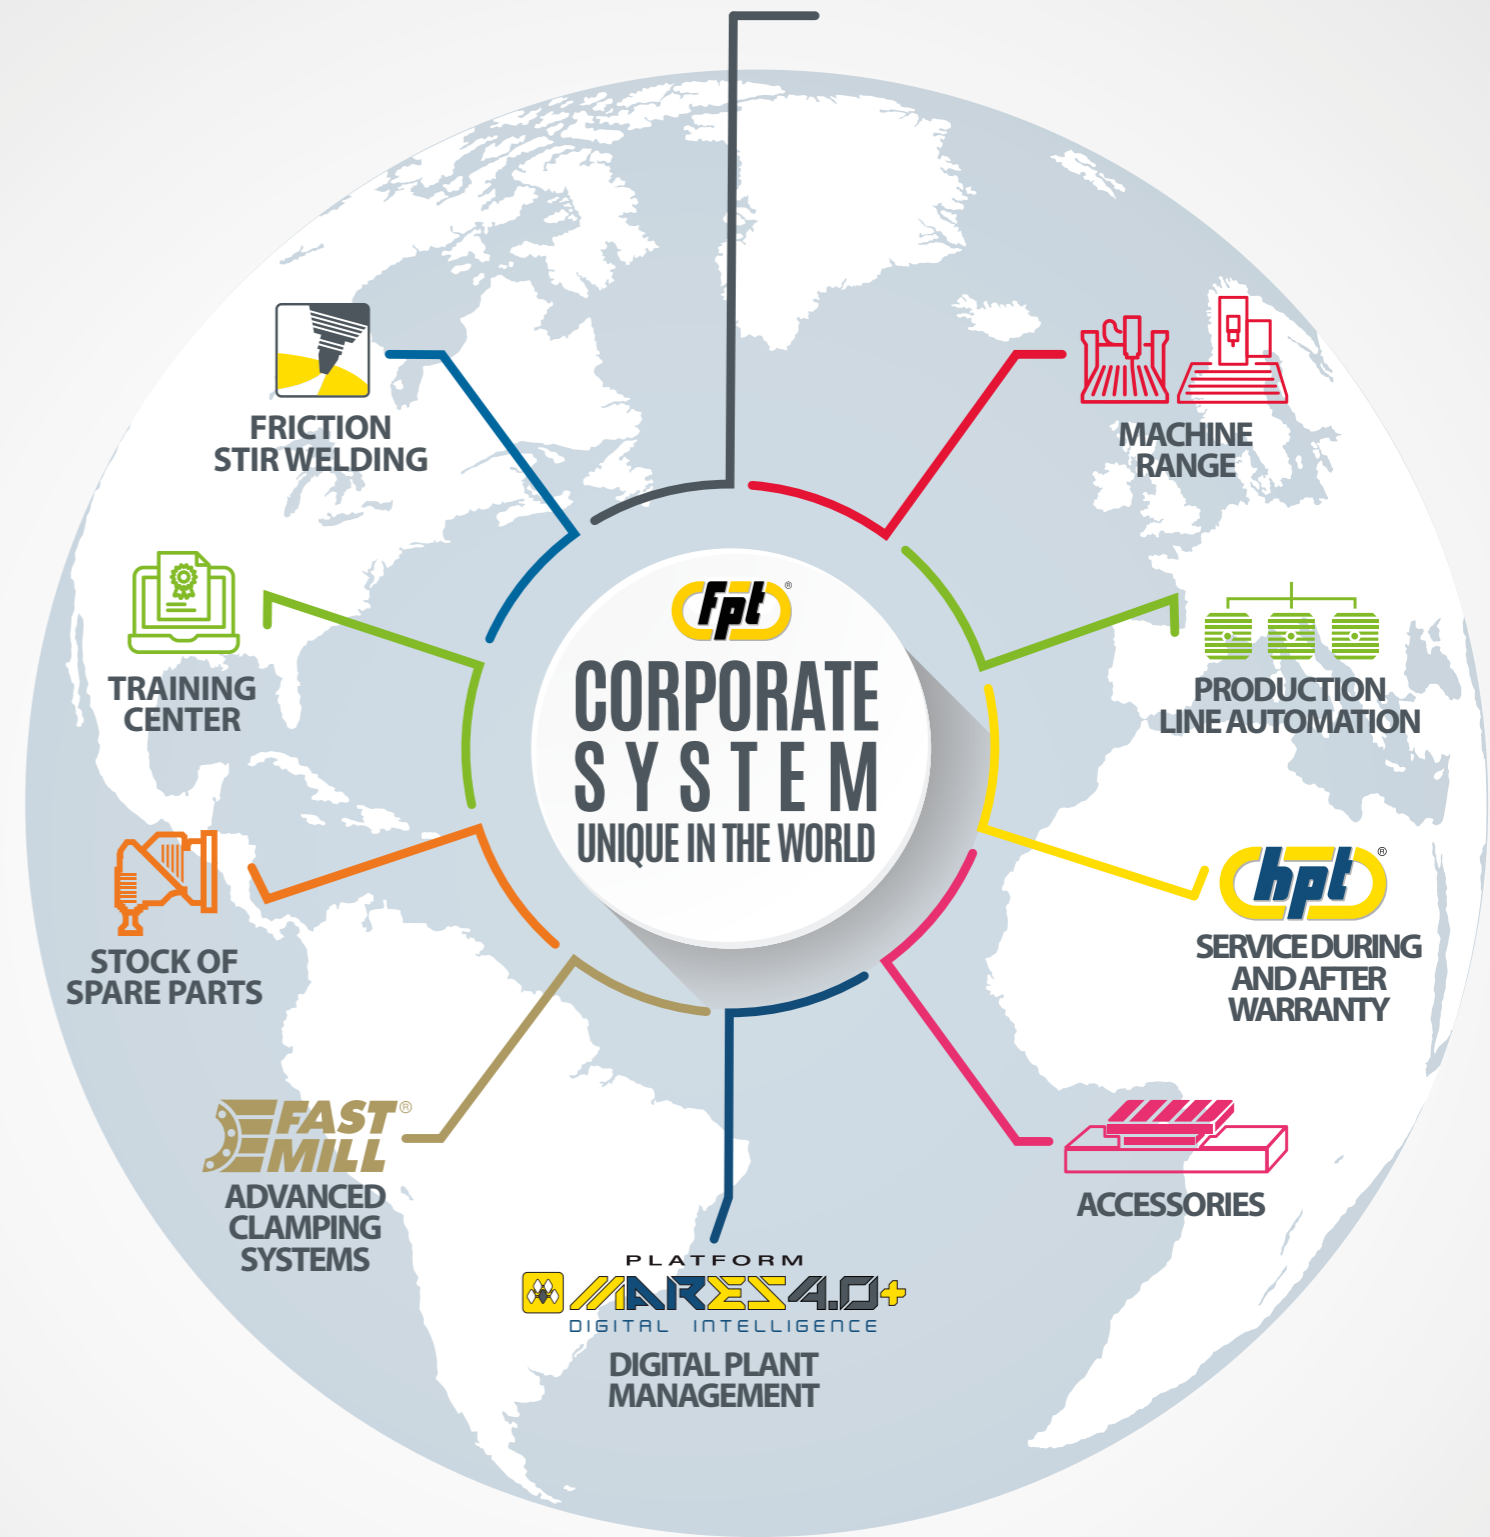 Fpt®
CORPORATE
SYSTEM
UNIQUE IN THE WORLD
MACHINE
RANGE
PRODUCTION
LINE AUTOMATION
hpt®
SERVICE DURING
AND AFTER
WARRANTY
ACCESSORIES
PLATFORM
MARES4.0+
DIGITAL INTELLIGENCE
DIGITAL PLANT
MANAGEMENT
FAST®
MILL
ADVANCED
CLAMPING
SYSTEMS
STOCK OF
SPARE PARTS
TRAINING
CENTER
FRICTION
STIR WELDING